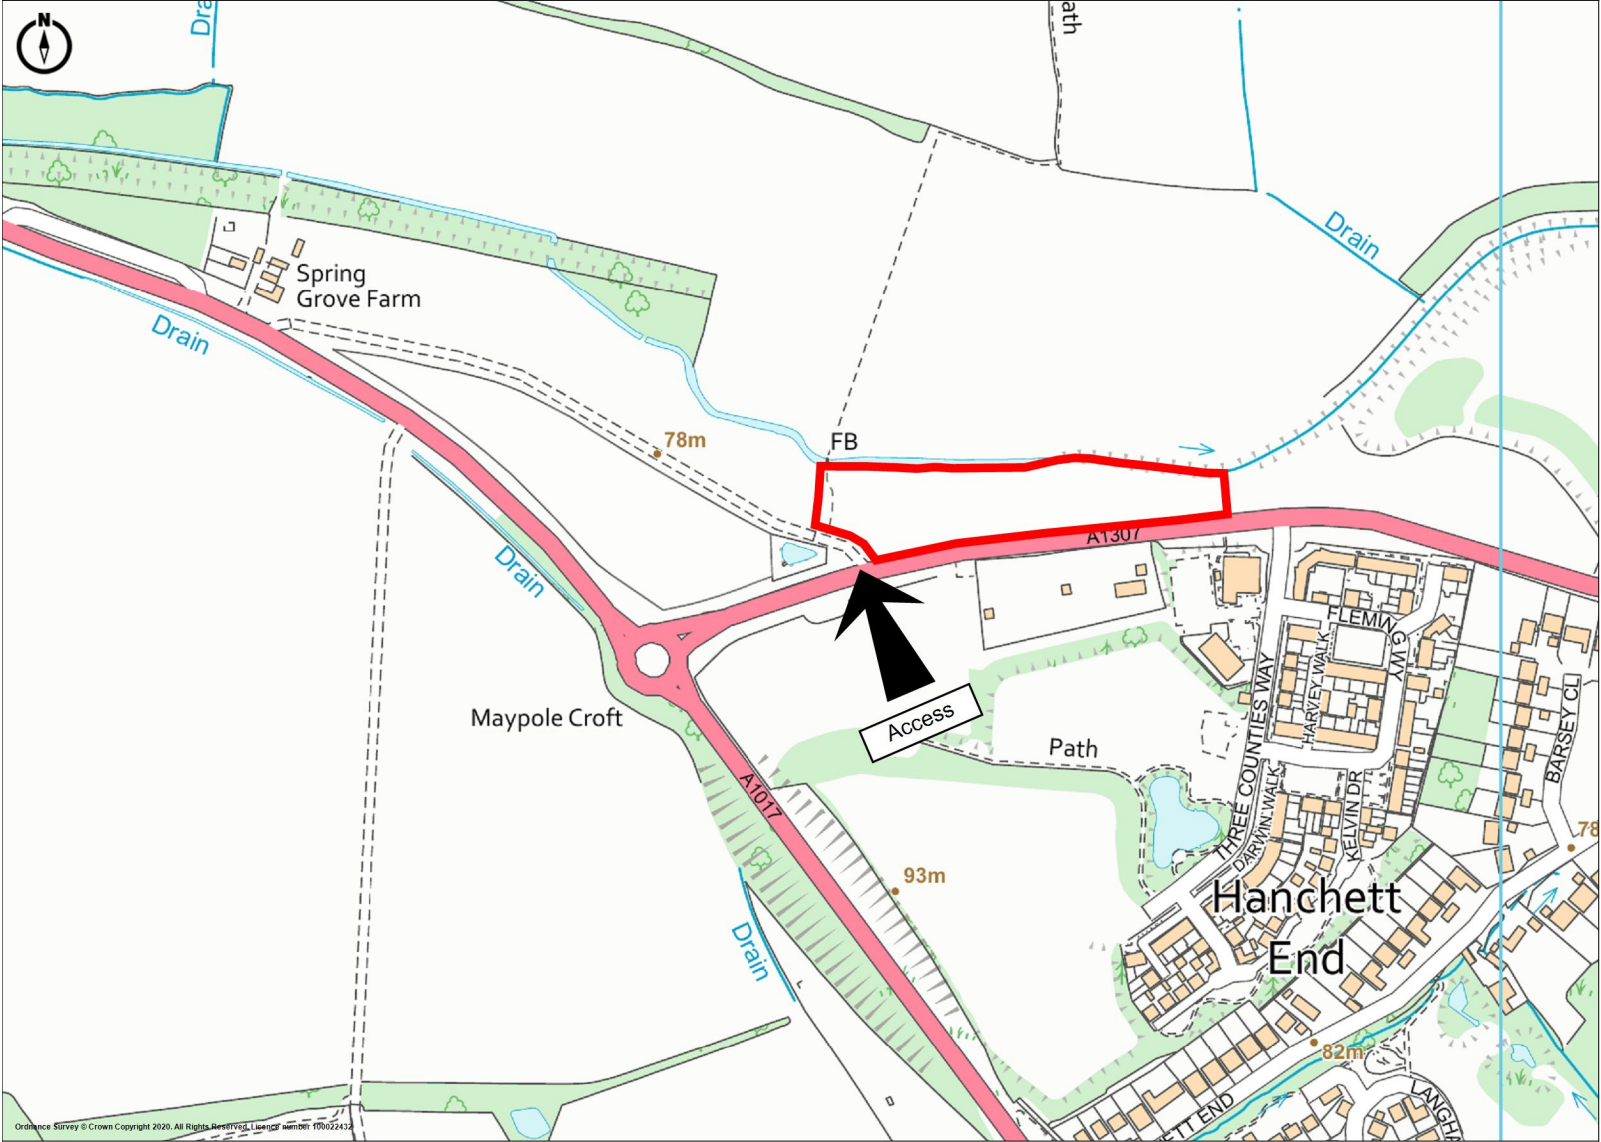 N
Dra
ath
Drain
Spring
Grove Farm
Drain
78m
FB
A1307
Drain
FLEMING WY
HARVEY WALK
THREE COUNTIES WAY
BARSEY CL
Access
Maypole Croft
Path
A1017
DARWIN WALK
KELVIN DR
78
93m
Hanchett
End
Drain
82m
LANGHA
ETT END
Ordnance Survey © Crown Copyright 2020. All Rights Reserved. Licence number 100022432